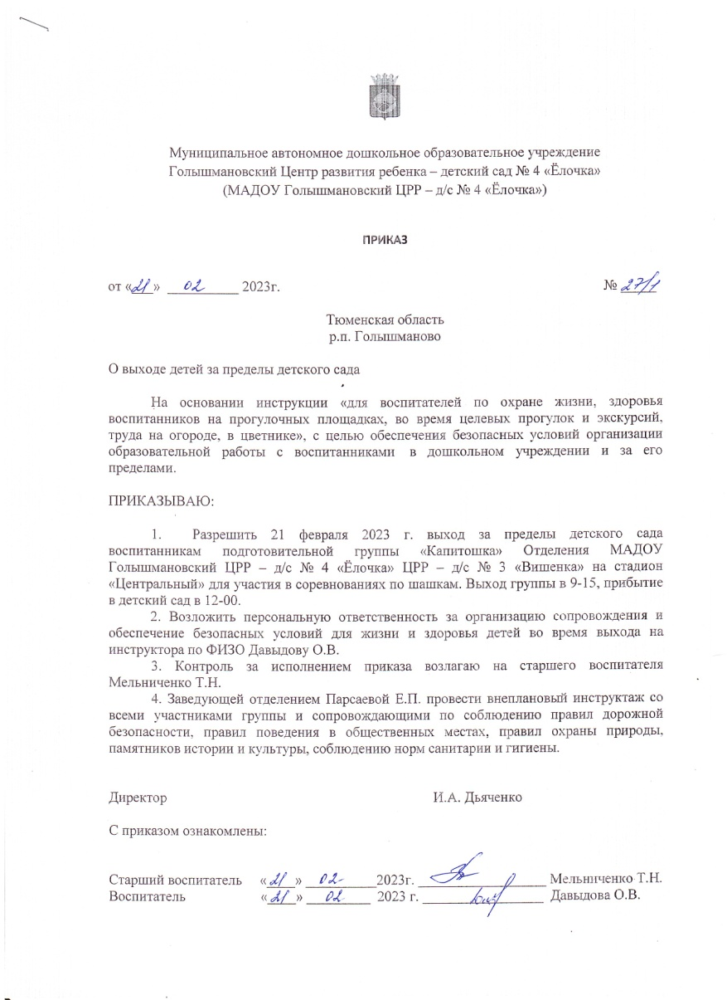 Муниципальное автономное дошкольное образовательное учреждение
Голышмановский Центр развития ребенка – детский сад № 4 «Ёлочка»
(МАДОУ Голышмановский ЦРР – д/с № 4 «Ёлочка»)
ПРИКАЗ
от «21» 02 2023г. № 27/1
Тюменская область
р.п. Голышманово
О выходе детей за пределы детского сада
На основании инструкции «для воспитателей по охране жизни, здоровья
воспитанников на прогулочных площадках, во время целевых прогулок и экскурсий,
труда на огороде, в цветнике», с целью обеспечения безопасных условий организации
образовательной работы с воспитанниками в дошкольном учреждении и за его
пределами.
ПРИКАЗЫВАЮ:
1. Разрешить 21 февраля 2023 г. выход за пределы детского сада
воспитанникам подготовительной группы «Капитошка» Отделения МАДОУ
Голышмановский ЦРР – д/с № 4 «Ёлочка» ЦРР – д/с № 3 «Вишенка» на стадион
«Центральный» для участия в соревнованиях по шашкам. Выход группы в 9-15, прибытие
в детский сад в 12-00.
2. Возложить персональную ответственность за организацию сопровождения и
обеспечение безопасных условий для жизни и здоровья детей во время выхода на
инструктора по ФИЗО Давыдову О.В.
3. Контроль за исполнением приказа возлагаю на старшего воспитателя
Мельниченко Т.Н.
4. Заведующей отделением Парсаевой Е.П. провести внеплановый инструктаж со
всеми участниками группы и сопровождающими по соблюдению правил дорожной
безопасности, правил поведения в общественных местах, правил охраны природы,
памятников истории и культуры, соблюдению норм санитарии и гигиены.
Директор И.А. Дьяченко
С приказом ознакомлены:
Старший воспитатель «21» 02 2023г. Мельниченко Т.Н.
Воспитатель «21» 02 2023 г. Давыдова О.В.